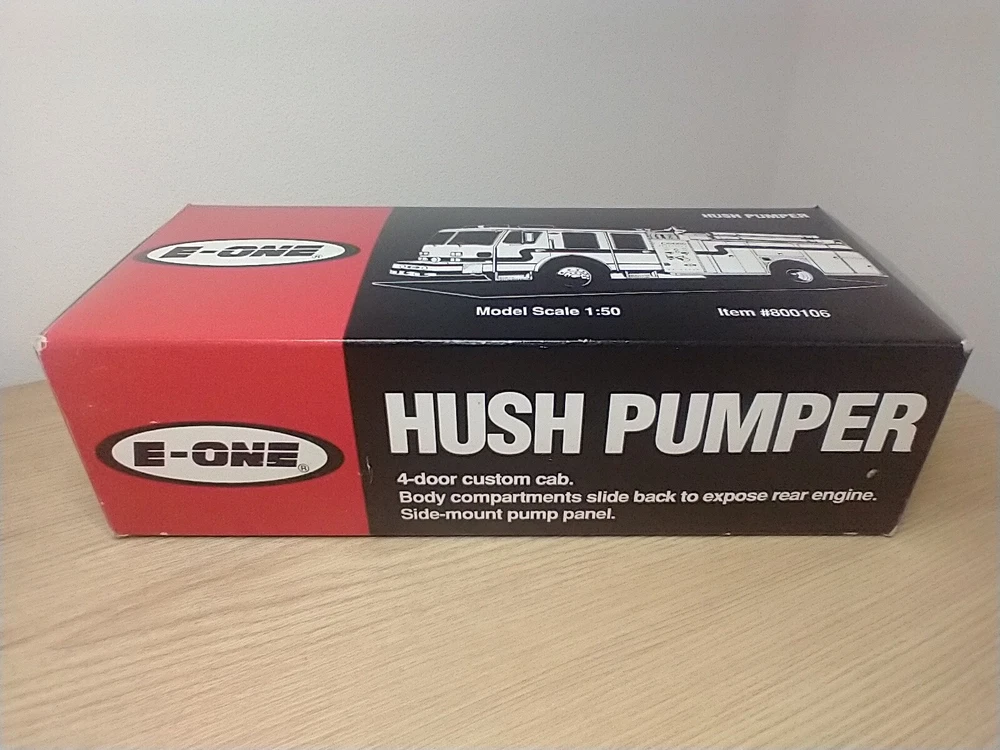 HUSH PUMPER
E-ONE®
Model Scale 1:50
Item #800106
HUSH PUMPER
E-ONE®
4-door custom cab.
Body compartments slide back to expose rear engine.
Side-mount pump panel.